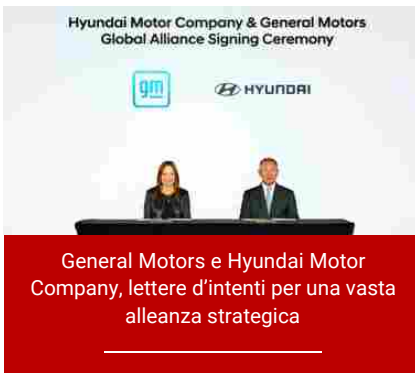 Hyundai Motor Company & General Motors
Global Alliance Signing Ceremony
gm
HYUNDAI
General Motors e Hyundai Motor
Company, lettere d’intenti per una vasta
alleanza strategica